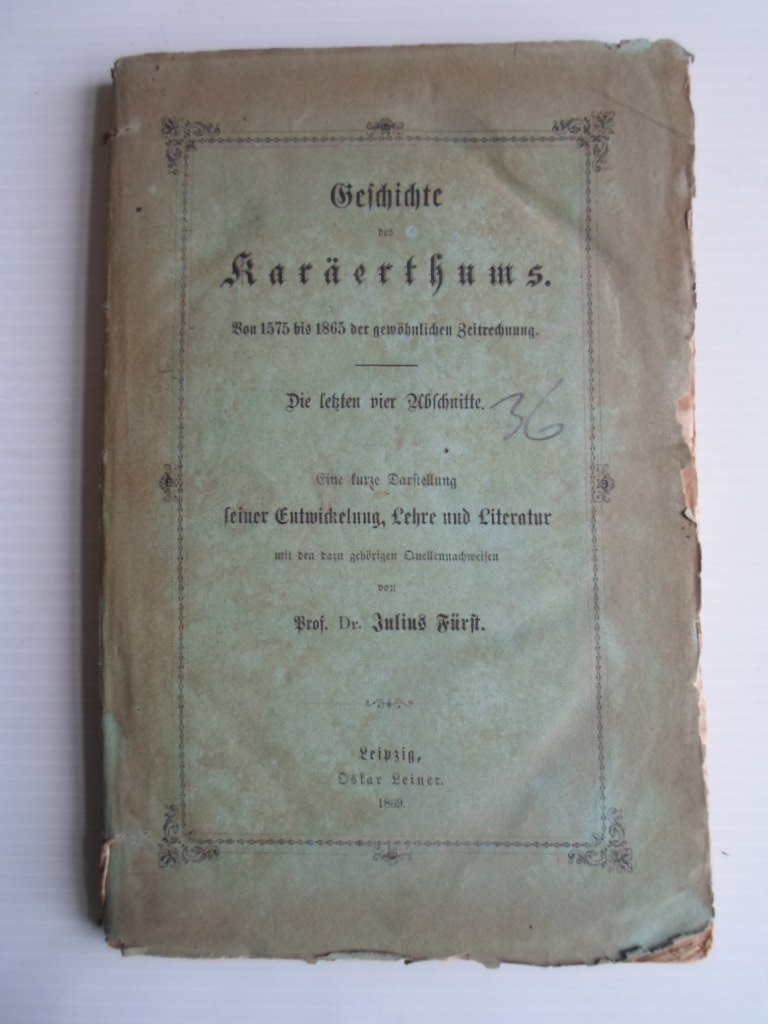 Geschichte
des
Karäerthums.
Von 1575 bis 1865 der gewöhnlichen Zeitrechnung.
Die letzten vier Abschnitte.
36
Eine kurze Darstellung
seiner Entwickelung, Lehre und Literatur
mit den dazu gehörigen Quellennachweisen
von
Prof. Dr. Julius Fürst.
Leipzig,
Oskar Leiner.
1869